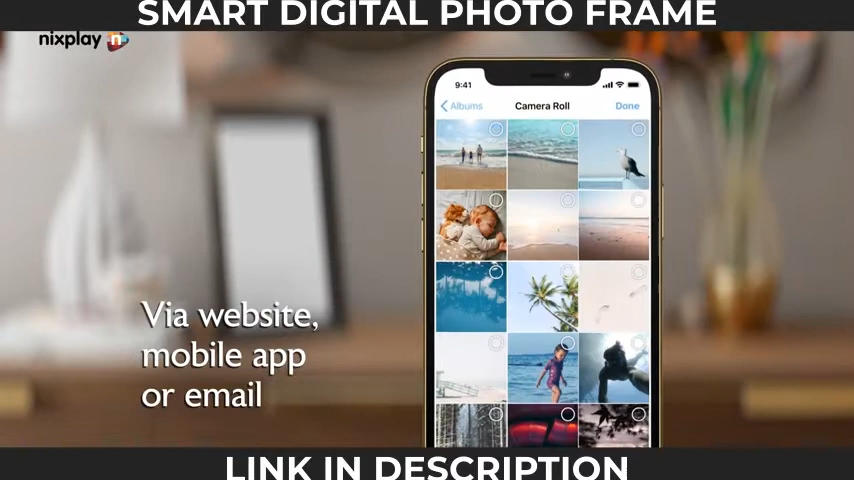 SMART DIGITAL PHOTO FRAME
nixplay n
9:41
Albums Camera Roll Done
Via website,
mobile app
or email
LINK IN DESCRIPTION